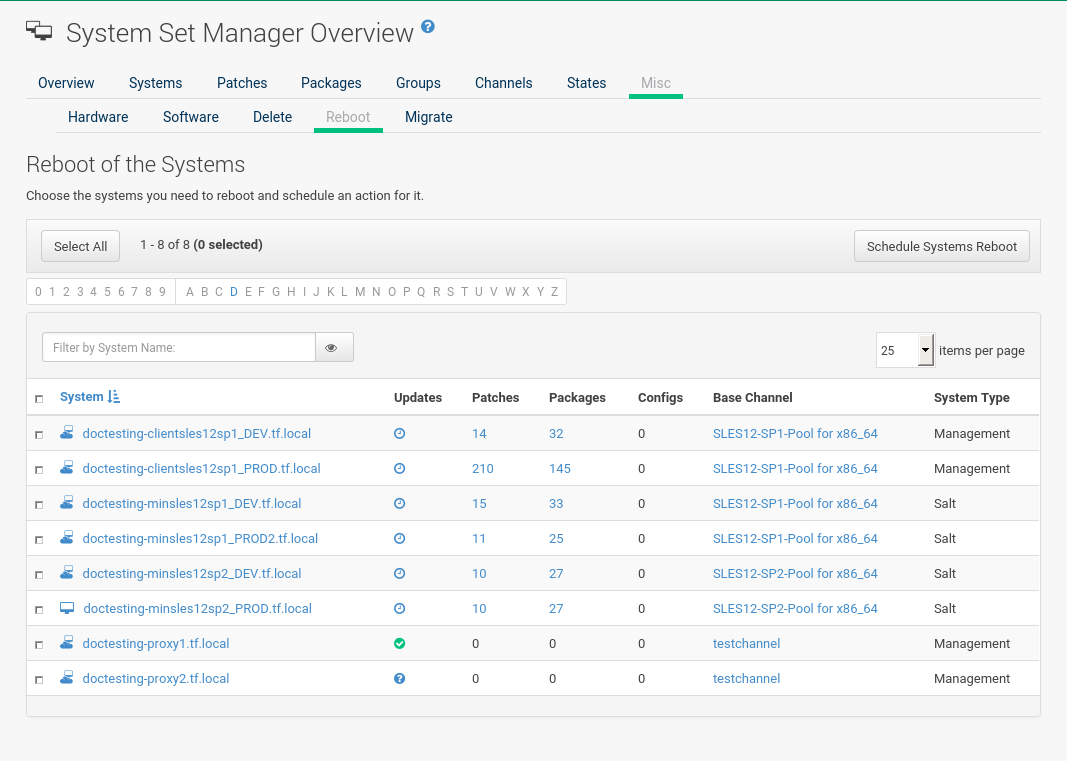 System Set Manager Overview ?
Overview Systems Patches Packages Groups Channels States Misc
Hardware Software Delete Reboot Migrate
Reboot of the Systems
Choose the systems you need to reboot and schedule an action for it.
Select All 1 - 8 of 8 (0 selected) Schedule Systems Reboot
0 1 2 3 4 5 6 7 8 9 A B C D E F G H I J K L M N O P Q R S T U V W X Y Z
Filter by System Name: 25 items per page
System Updates Patches Packages Configs Base Channel System Type
doctesting-clientsles12sp1_DEV.tf.local 14 32 0 SLES12-SP1-Pool for x86_64 Management
doctesting-clientsles12sp1_PROD.tf.local 210 145 0 SLES12-SP1-Pool for x86_64 Management
doctesting-minsles12sp1_DEV.tf.local 15 33 0 SLES12-SP1-Pool for x86_64 Salt
doctesting-minsles12sp1_PROD2.tf.local 11 25 0 SLES12-SP1-Pool for x86_64 Salt
doctesting-minsles12sp2_DEV.tf.local 10 27 0 SLES12-SP2-Pool for x86_64 Salt
doctesting-minsles12sp2_PROD.tf.local 10 27 0 SLES12-SP2-Pool for x86_64 Salt
doctesting-proxy1.tf.local 0 0 0 testchannel Management
doctesting-proxy2.tf.local ? 0 0 0 testchannel Management